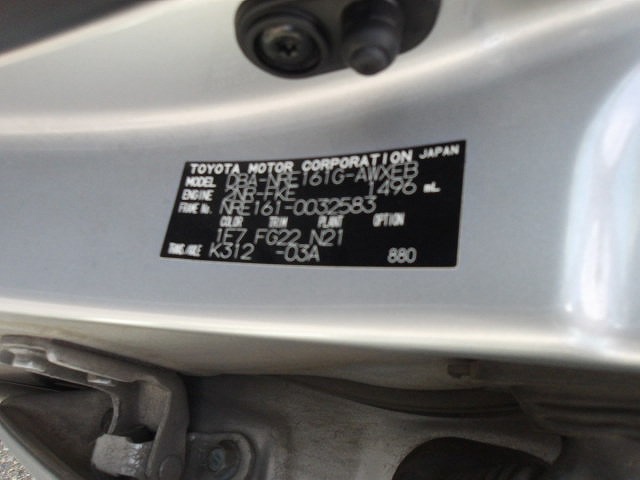 TOYOTA MOTOR CORPORATION JAPAN
MODEL DBA-NRE161G-AWXEB
ENGINE 2NR-FKE 1496 mL
FRAME No. NRE161-0032583
COLOR TRIM PLANT OPTION
1E7 FG22 N21
TRANS./AXLE K312 -03A 880